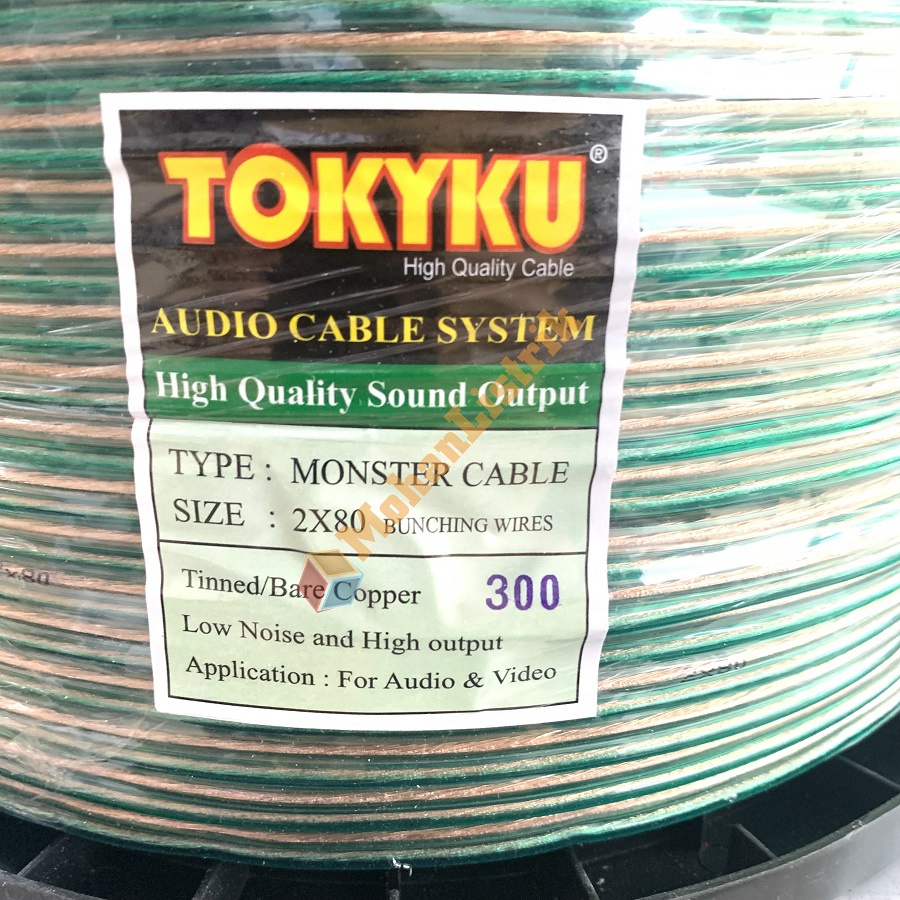 TOKYKU®
High Quality Cable
AUDIO CABLE SYSTEM
High Quality Sound Output
TYPE : MONSTER CABLE
SIZE : 2X80 BUNCHING WIRES
Tinned/Bare Copper 300
Low Noise and High output
Application : For Audio & Video
MohanListrik